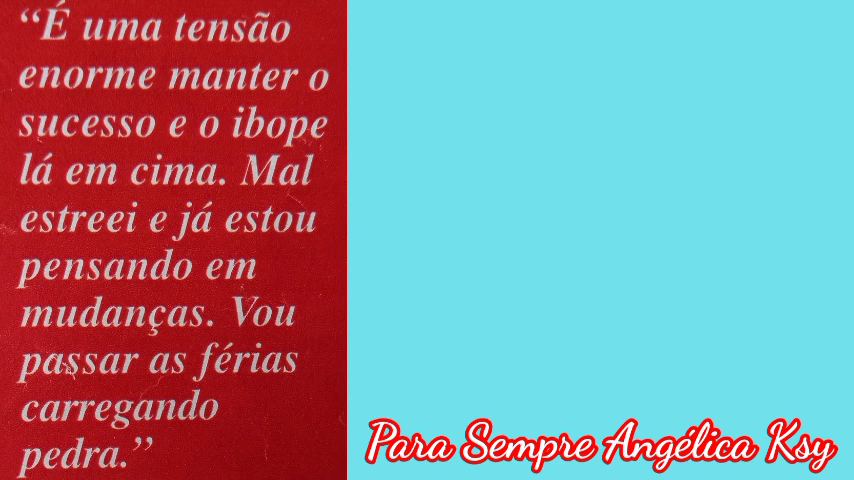 “É uma tensão
enorme manter o
sucesso e o ibope
lá em cima. Mal
estreei e já estou
pensando em
mudanças. Vou
passar as férias
carregando
pedra.”
Para Sempre Angélica Ksy